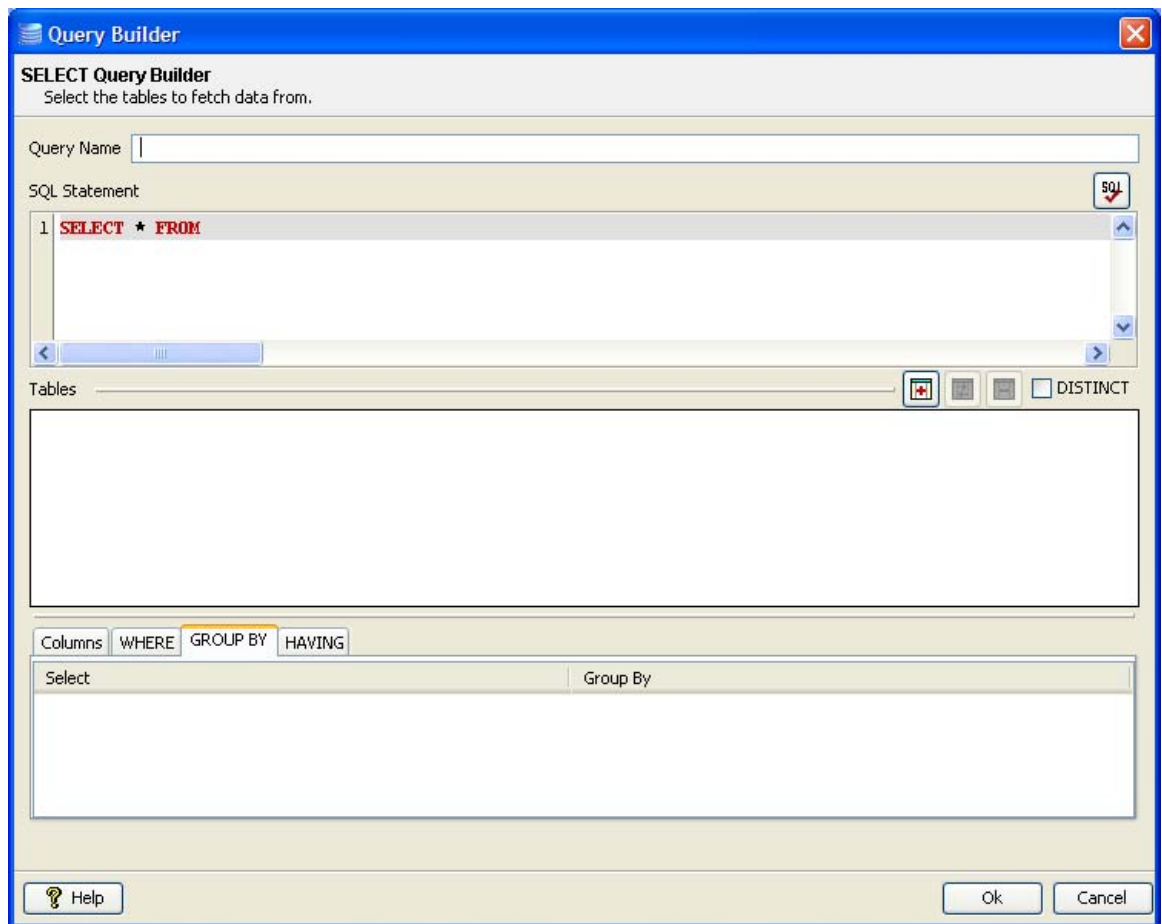 Query Builder
SELECT Query Builder
Select the tables to fetch data from.
Query Name
SQL Statement
SQL
1 SELECT * FROM
Tables DISTINCT
Columns WHERE GROUP BY HAVING
Select Group By
Help Ok Cancel